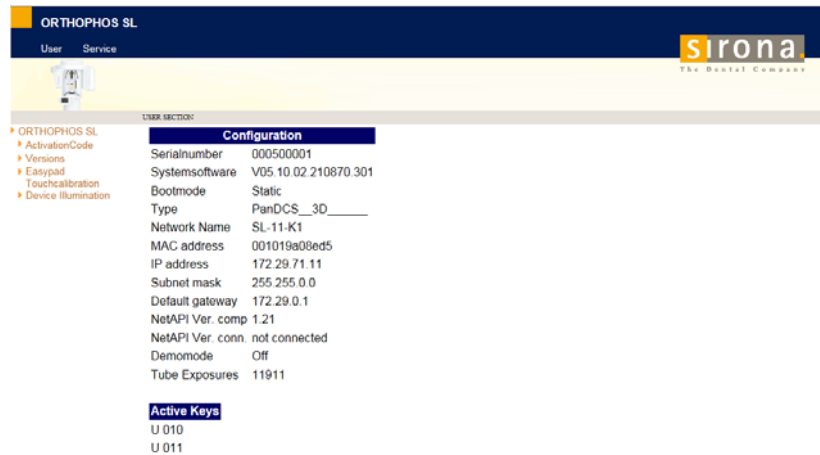 ORTHOPHOS SL
User Service
sirona.
The Dental Company
USER SECTION
ORTHOPHOS SL
ActivationCode
Versions
Easypad
Touchcalibration
Device Illumination
Configuration
Serialnumber 000500001
Systemsoftware V05.10.02.210870.301
Bootmode Static
Type PanDCS__3D______
Network Name SL-11-K1
MAC address 001019a08ed5
IP address 172.29.71.11
Subnet mask 255.255.0.0
Default gateway 172.29.0.1
NetAPI Ver. comp 1.21
NetAPI Ver. conn. not connected
Demomode Off
Tube Exposures 11911
Active Keys
U 010
U 011